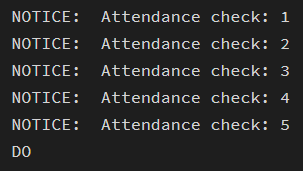 NOTICE:  Attendance check: 1
NOTICE:  Attendance check: 2
NOTICE:  Attendance check: 3
NOTICE:  Attendance check: 4
NOTICE:  Attendance check: 5
DO